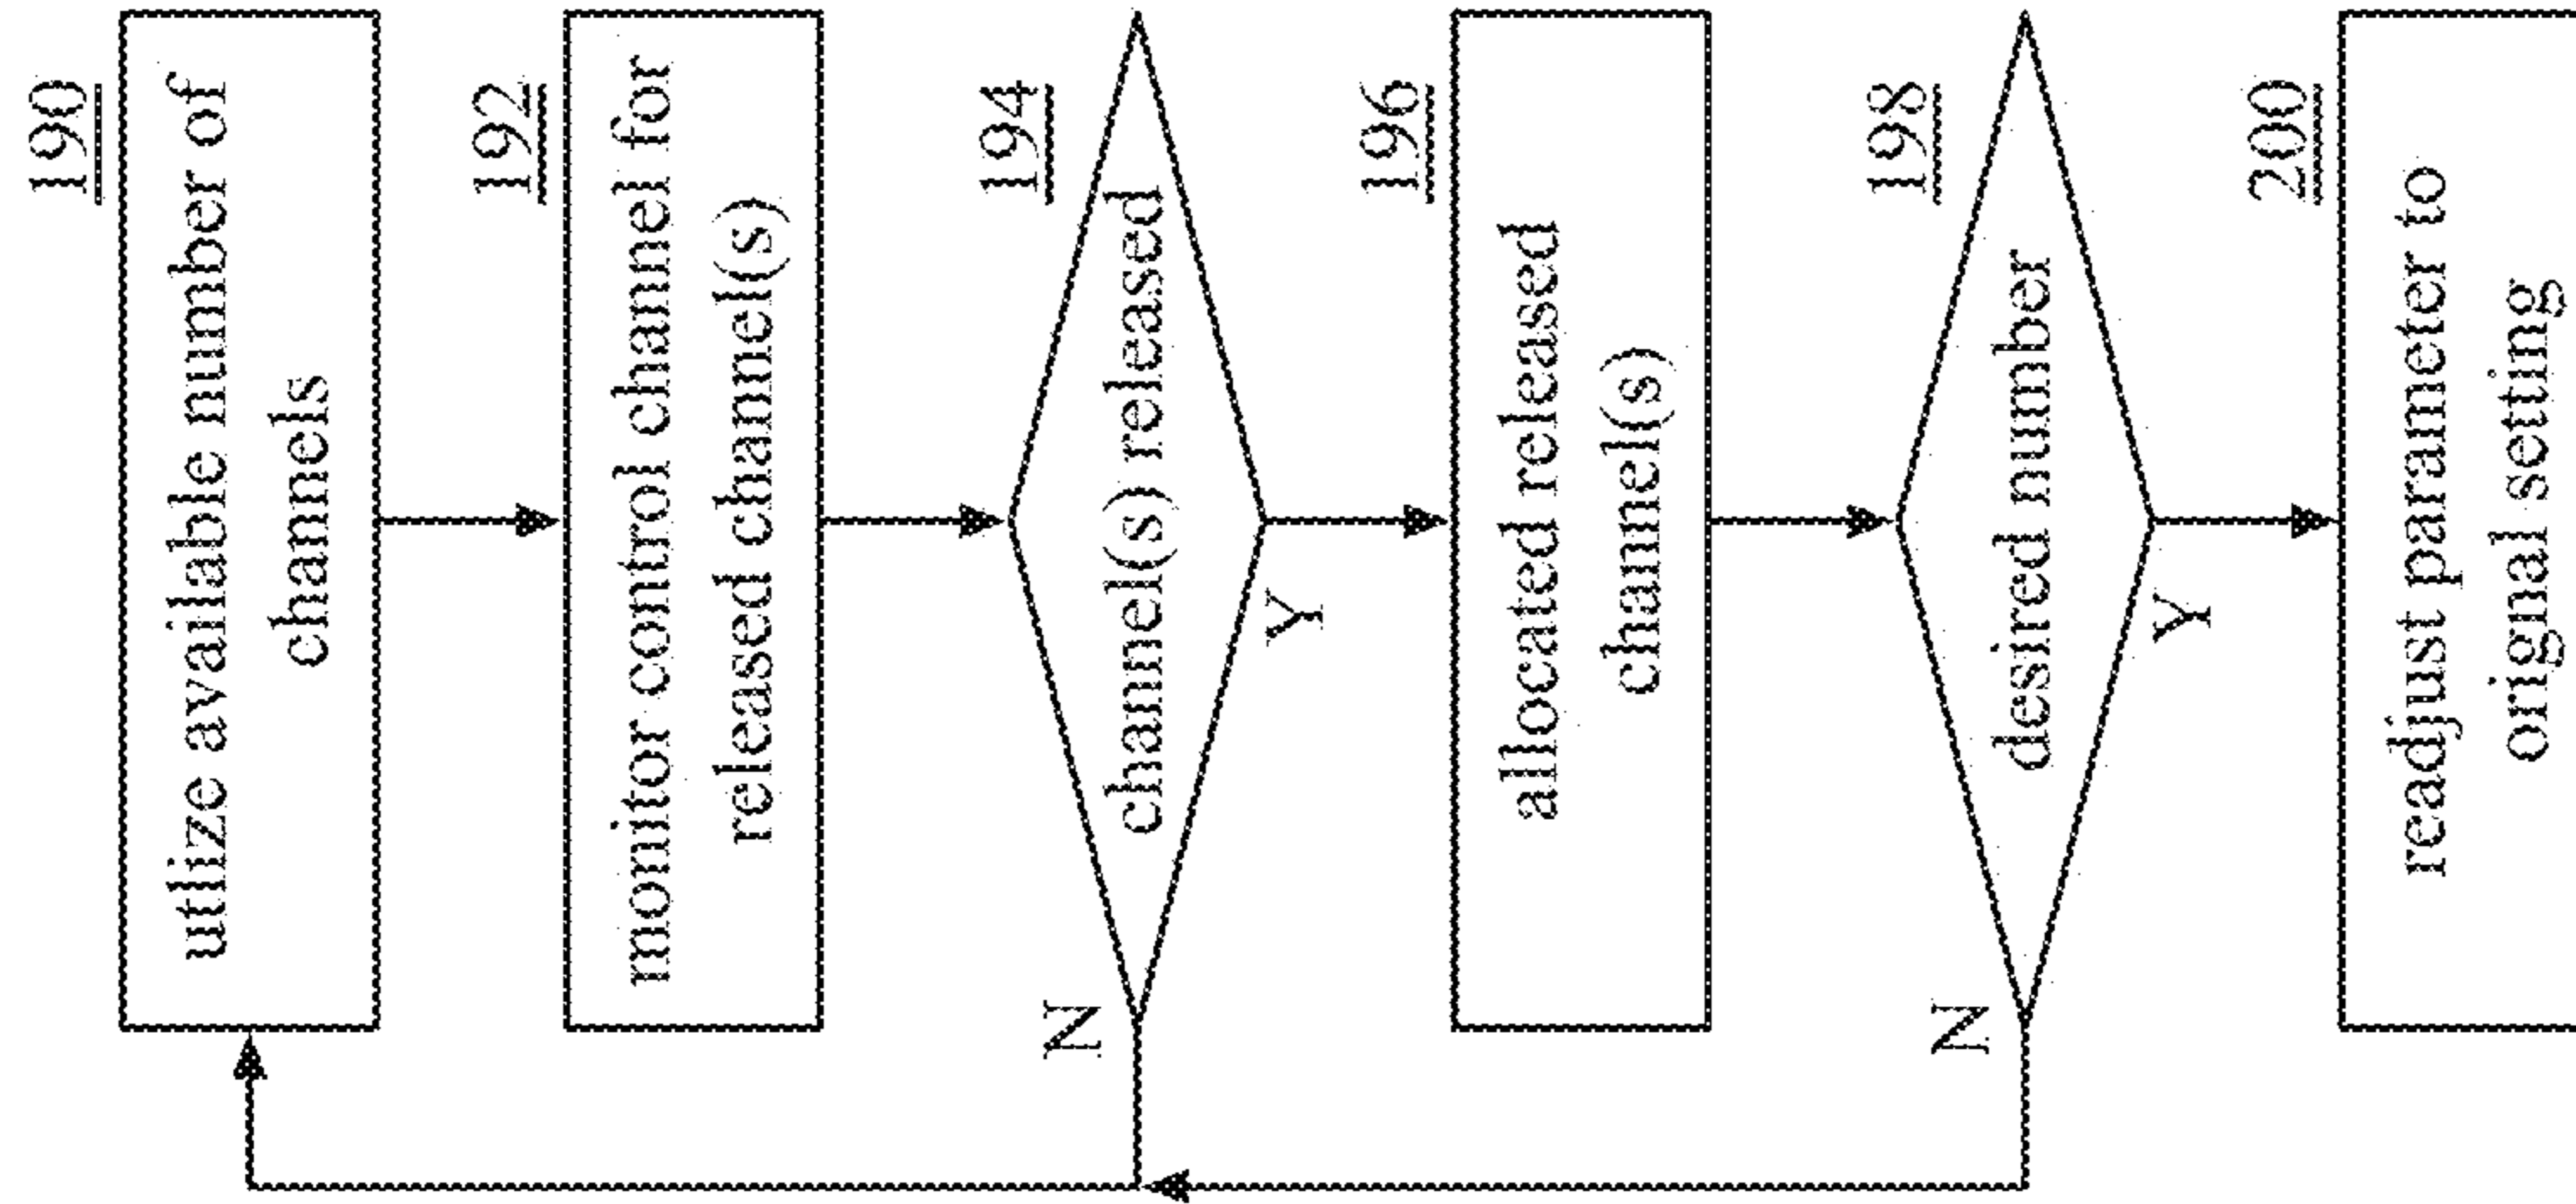 190
utlize available number of
channels
192
monitor control channel for
released channel(s)
194
channel(s) released
N
Y
196
allocated released
channel(s)
198
desired number
N
Y
200
readjust parameter to
orignal setting